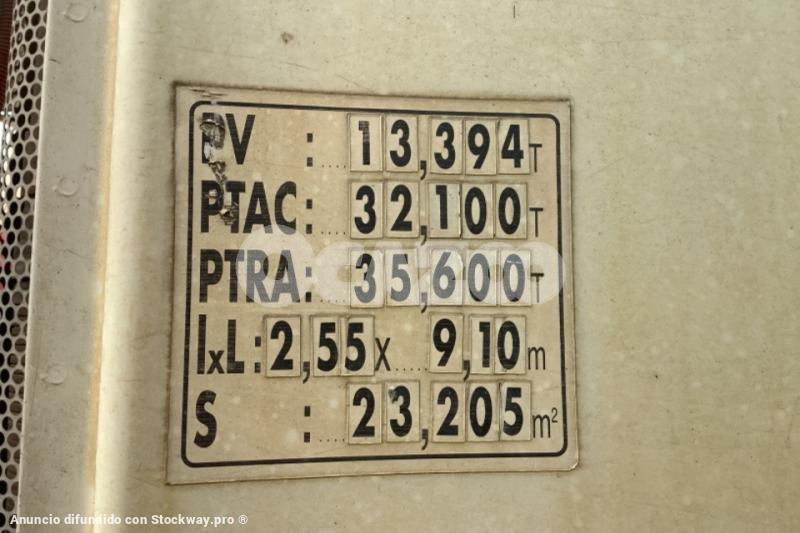 PV : .... 13,394 T
PTAC : .... 32,100 T
PTRA : .... 35,600 T
lxL : 2,55 x ..... 9,10 m
S : .... 23,205 m²
Anuncio difundido con Stockway.pro ®